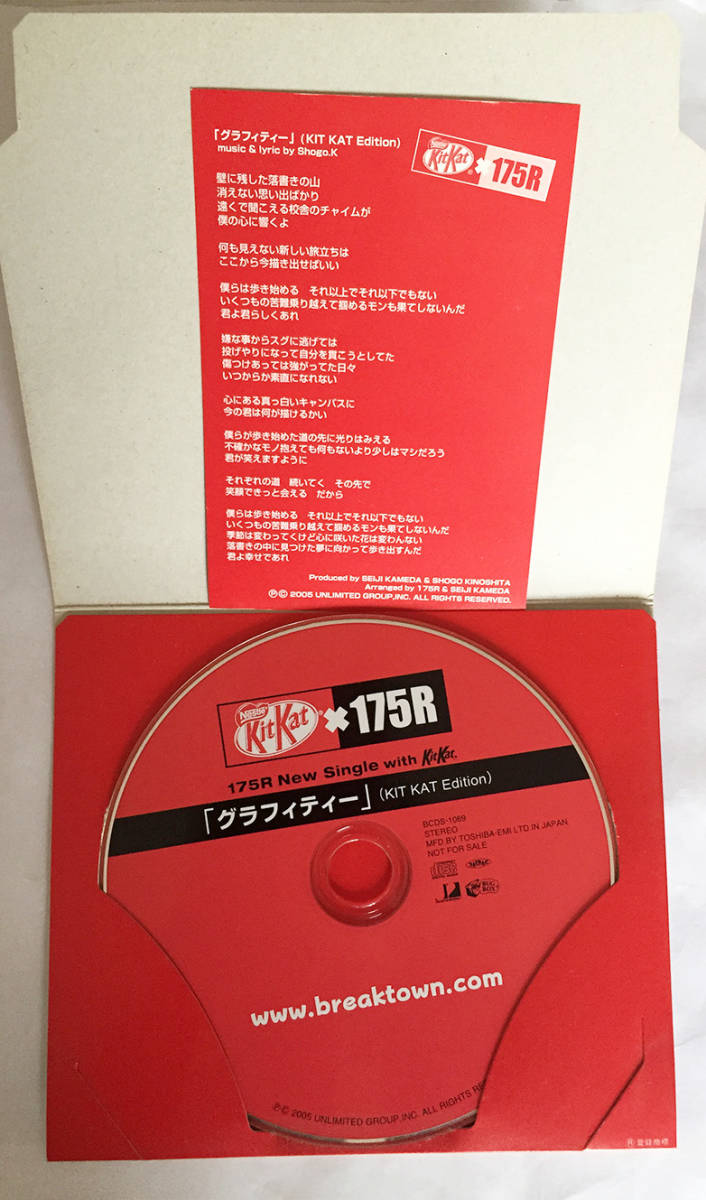 「グラフィティー」(KIT KAT Edition)
music & lyric by Shogo.K
Nestlé KitKat® × 175R
壁に残した落書きの山
消えない思い出ばかり
遠くで聞こえる校舎のチャイムが
僕の心に響くよ
何も見えない新しい旅立ちは
ここから今描き出せばいい
僕らは歩き始める　それ以上でそれ以下でもない
いくつもの苦難乗り越えて掴めるモンも果てしないんだ
君よ君らしくあれ
嫌な事からスグに逃げては
投げやりになって自分を貫こうとしてた
傷つけあっては強がってた日々
いつからか素直になれない
心にある真っ白いキャンバスに
今の君は何が描けるかい
僕らが歩き始めた道の先に光りはみえる
不確かなモノ抱えても何もないより少しはマシだろう
君が笑えますように
それぞれの道　続いてく　その先で
笑顔できっと会える　だから
僕らは歩き始める　それ以上でそれ以下でもない
いくつもの苦難乗り越えて掴めるモンも果てしないんだ
季節は変わってくけど心に咲いた花は変わんない
落書きの中に見つけた夢に向かって歩き出すんだ
君よ幸せであれ
Produced by SEIJI KAMEDA & SHOGO KINOSHITA
Arranged by 175R & SEIJI KAMEDA
℗© 2005 UNLIMITED GROUP,INC. ALL RIGHTS RESERVED.
Nestlé KitKat® × 175R
175R New Single with KitKat®
「グラフィティー」(KIT KAT Edition)
BCDS-1069
STEREO
MFD BY TOSHIBA-EMI LTD IN JAPAN
NOT FOR SALE
www.breaktown.com
℗© 2005 UNLIMITED GROUP,INC. ALL RIGHTS RE